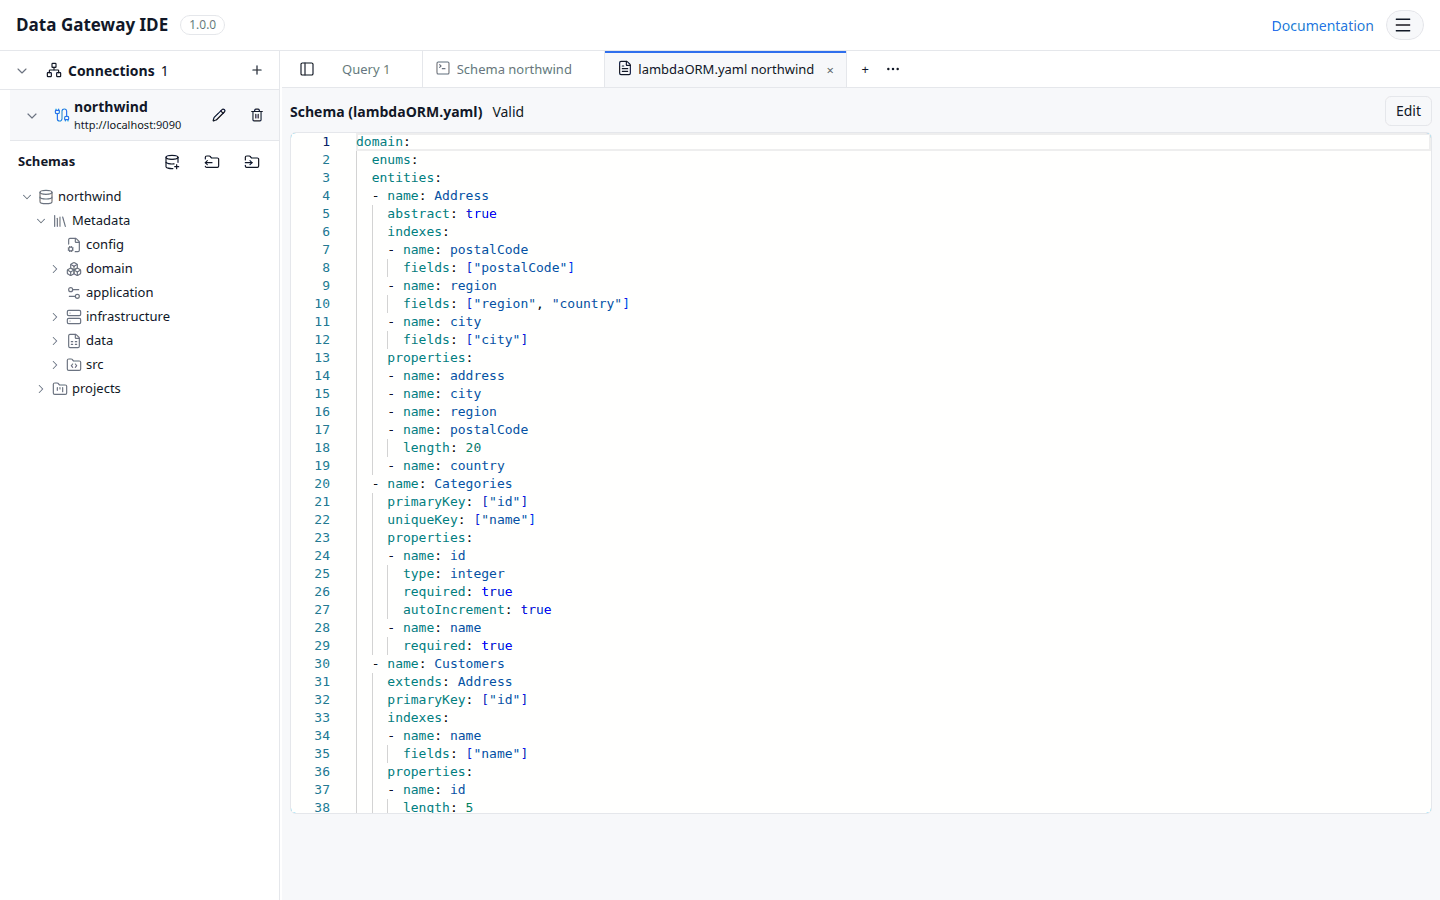 Data Gateway IDE 1.0.0
Documentation
Connections 1
northwind
http://localhost:9090
Schemas
northwind
Metadata
config
domain
application
infrastructure
data
src
projects
Query 1
Schema northwind
lambdaORM.yaml northwind ×
+
Schema (lambdaORM.yaml) Valid
Edit
1 domain:
2 enums:
3 entities:
4 - name: Address
5 abstract: true
6 indexes:
7 - name: postalCode
8 fields: ["postalCode"]
9 - name: region
10 fields: ["region", "country"]
11 - name: city
12 fields: ["city"]
13 properties:
14 - name: address
15 - name: city
16 - name: region
17 - name: postalCode
18 length: 20
19 - name: country
20 - name: Categories
21 primaryKey: ["id"]
22 uniqueKey: ["name"]
23 properties:
24 - name: id
25 type: integer
26 required: true
27 autoIncrement: true
28 - name: name
29 required: true
30 - name: Customers
31 extends: Address
32 primaryKey: ["id"]
33 indexes:
34 - name: name
35 fields: ["name"]
36 properties:
37 - name: id
38 length: 5